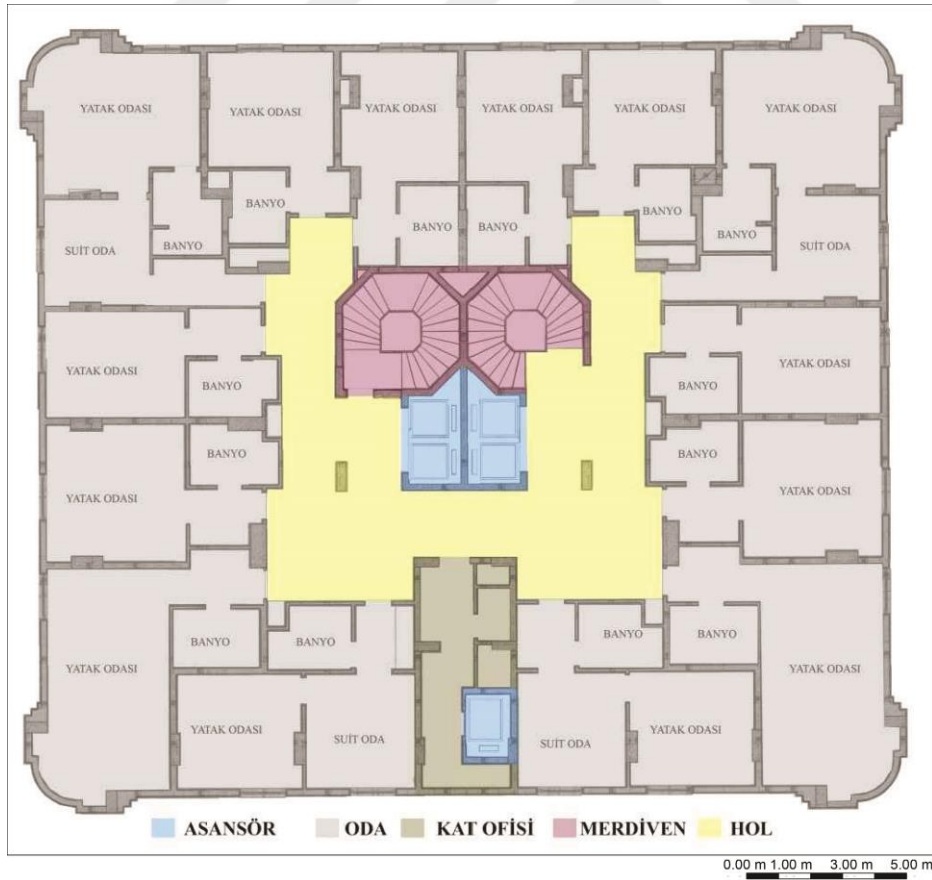 YATAK ODASI YATAK ODASI YATAK ODASI YATAK ODASI YATAK ODASI YATAK ODASI
BANYO BANYO
BANYO BANYO
BANYO BANYO
SUİT ODA SUİT ODA
YATAK ODASI YATAK ODASI
BANYO BANYO
BANYO BANYO
YATAK ODASI YATAK ODASI
BANYO BANYO BANYO BANYO
YATAK ODASI YATAK ODASI
YATAK ODASI SUİT ODA SUİT ODA YATAK ODASI
ASANSÖR ODA KAT OFİSİ MERDİVEN HOL
0.00 m 1.00 m 3.00 m 5.00 m